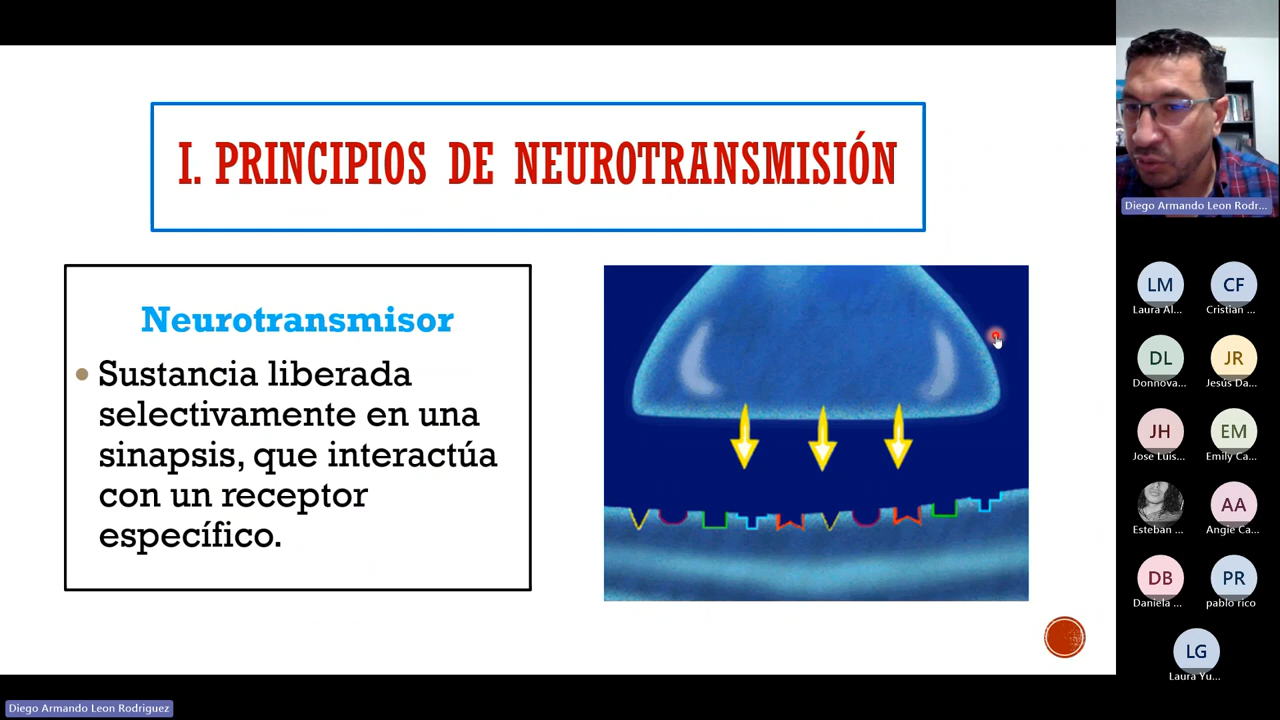 I. PRINCIPIOS DE NEUROTRANSMISIÓN
Neurotransmisor
Sustancia liberada
selectivamente en una
sinapsis, que interactúa
con un receptor
específico.
Diego Armando Leon Rodr...
LM
CF
Laura Al...
Cristian ...
DL
JR
Donnova...
Jesús Da...
JH
EM
Jose Luis...
Emily Ca...
AA
Esteban ...
Angie Ca...
DB
PR
Daniela ...
pablo rico
LG
Laura Yu...
Diego Armando Leon Rodriguez